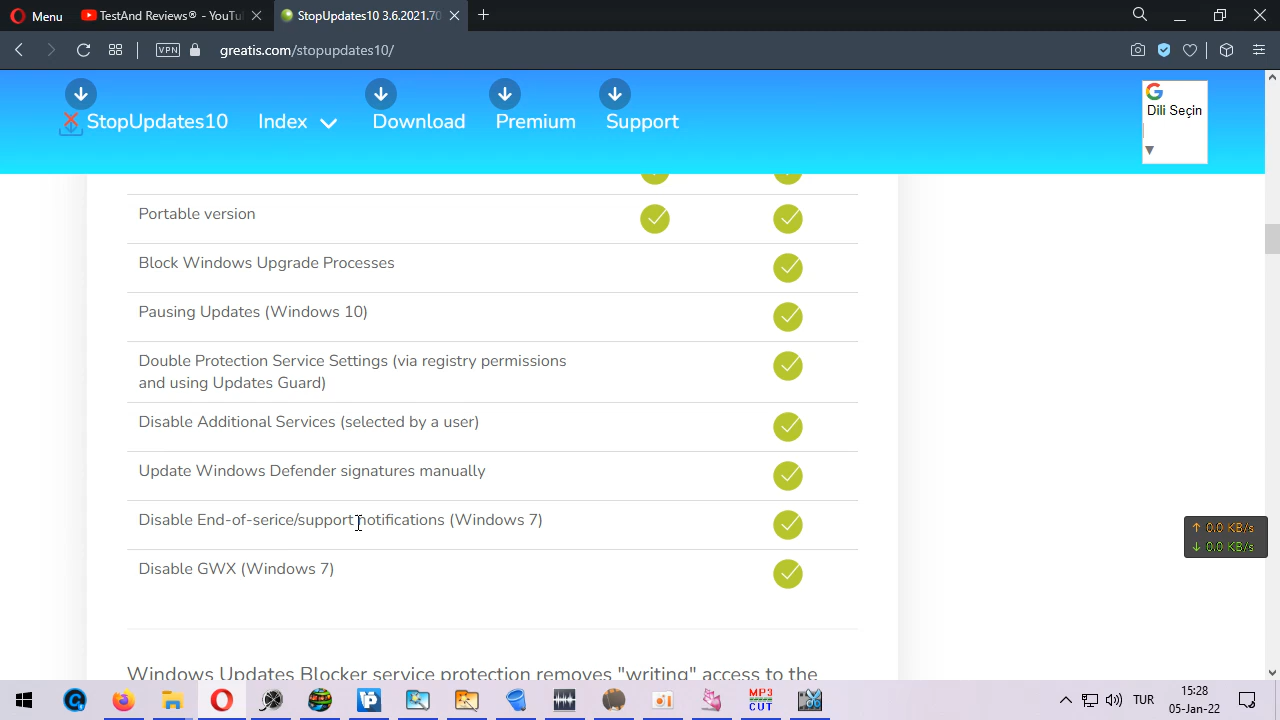 Menu
TestAnd Reviews® - YouTu
StopUpdates10 3.6.2021.70
VPN
greatis.com/stopupdates10/
StopUpdates10
Index
Download
Premium
Support
G
Dili Seçin
▼
Portable version
Block Windows Upgrade Processes
Pausing Updates (Windows 10)
Double Protection Service Settings (via registry permissions
and using Updates Guard)
Disable Additional Services (selected by a user)
Update Windows Defender signatures manually
Disable End-of-serice/support notifications (Windows 7)
Disable GWX (Windows 7)
Windows Updates Blocker service protection removes "writing" access to the
↑ 0.0 KB/s
↓ 0.0 KB/s
MP3
CUT
TUR
15:28
05-Jan-22